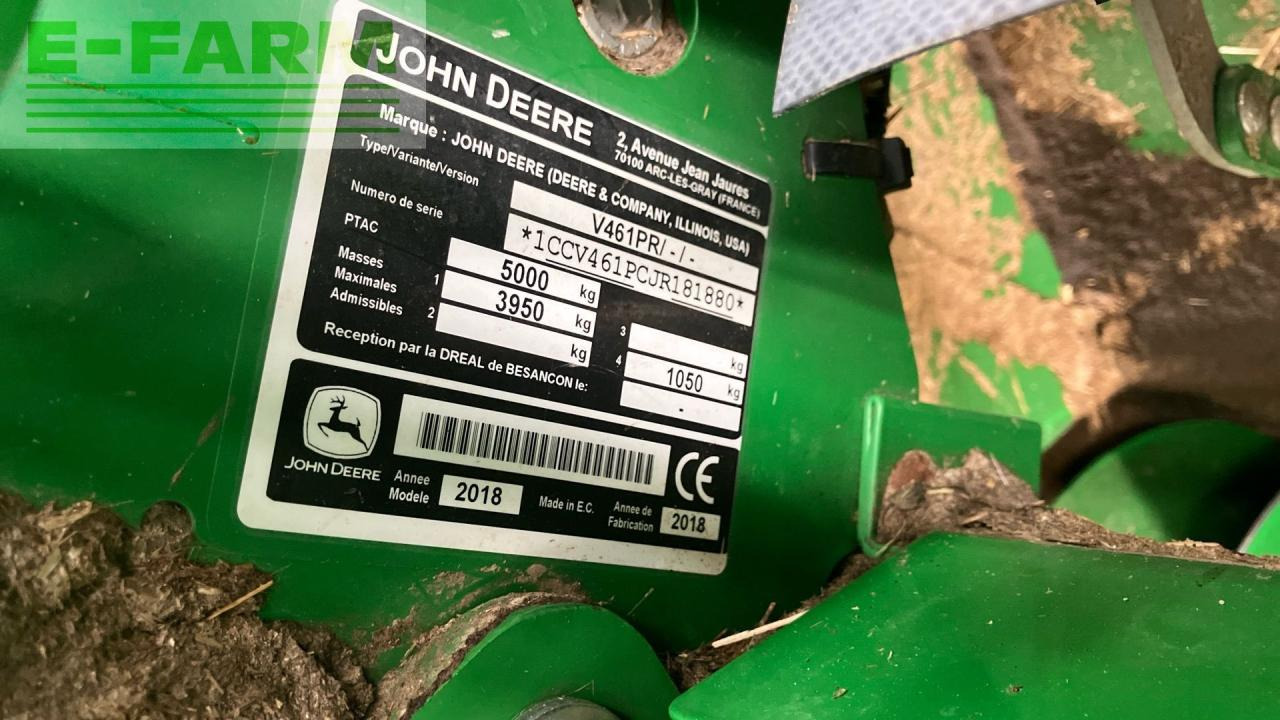 E-FARM
JOHN DEERE
2, Avenue Jean Jaures
70100 ARC-LES-GRAY (FRANCE)
Marque : JOHN DEERE (DEERE & COMPANY, ILLINOIS, USA)
Type/Variante/Version V461PR/ - / -
Numero de serie *1CCV461PCJR181880*
PTAC 5000 kg
Masses Maximales Admissibles
1 3950 kg
2 kg
3 kg
4 1050 kg
Reception par la DREAL de BESANCON le: -
JOHN DEERE
Annee Modele 2018
Made in E.C.
Annee de Fabrication 2018
CE